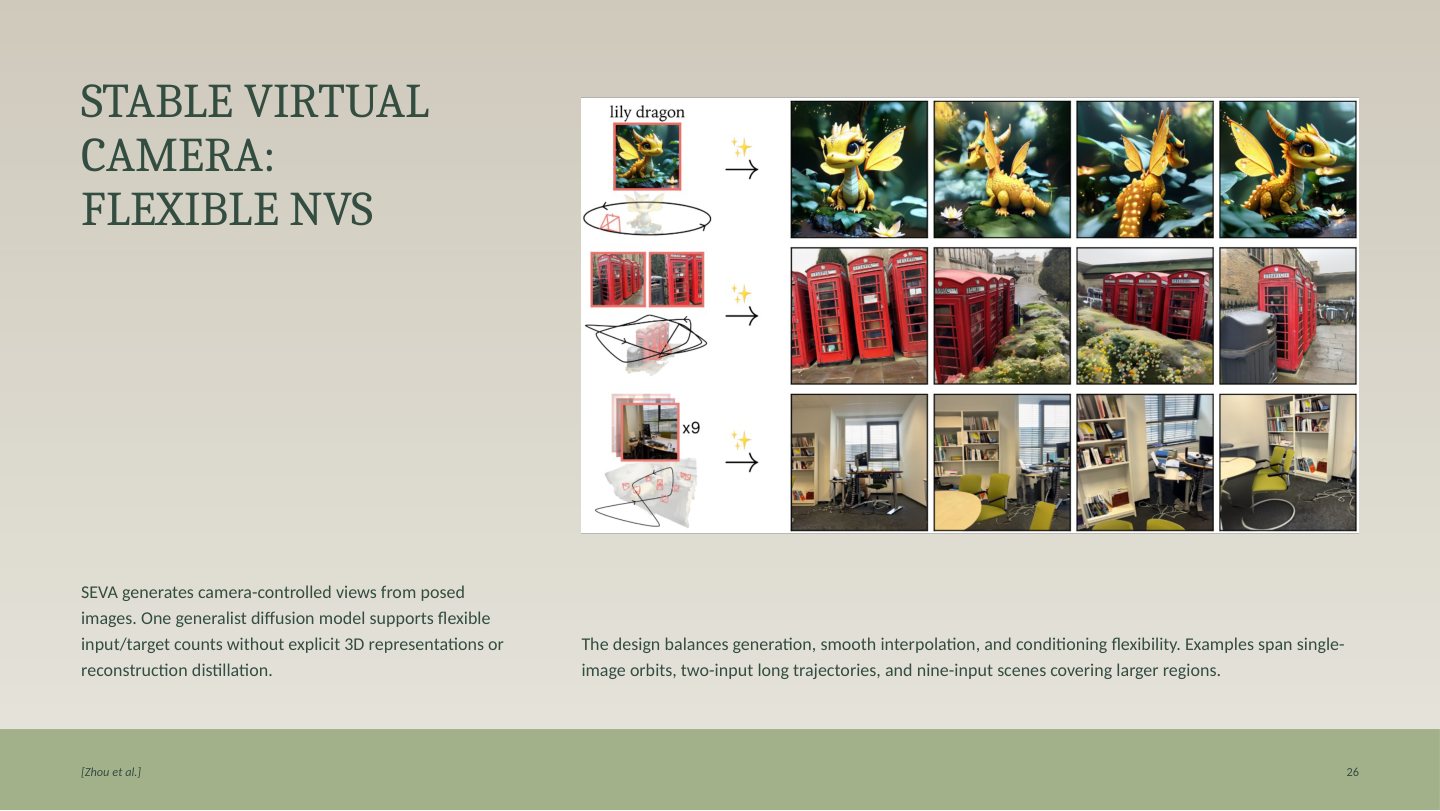 STABLE VIRTUAL
CAMERA:
FLEXIBLE NVS
lily dragon
x9
SEVA generates camera-controlled views from posed
images. One generalist diffusion model supports flexible
input/target counts without explicit 3D representations or
reconstruction distillation.
The design balances generation, smooth interpolation, and conditioning flexibility. Examples span single-
image orbits, two-input long trajectories, and nine-input scenes covering larger regions.
[Zhou et al.]
26